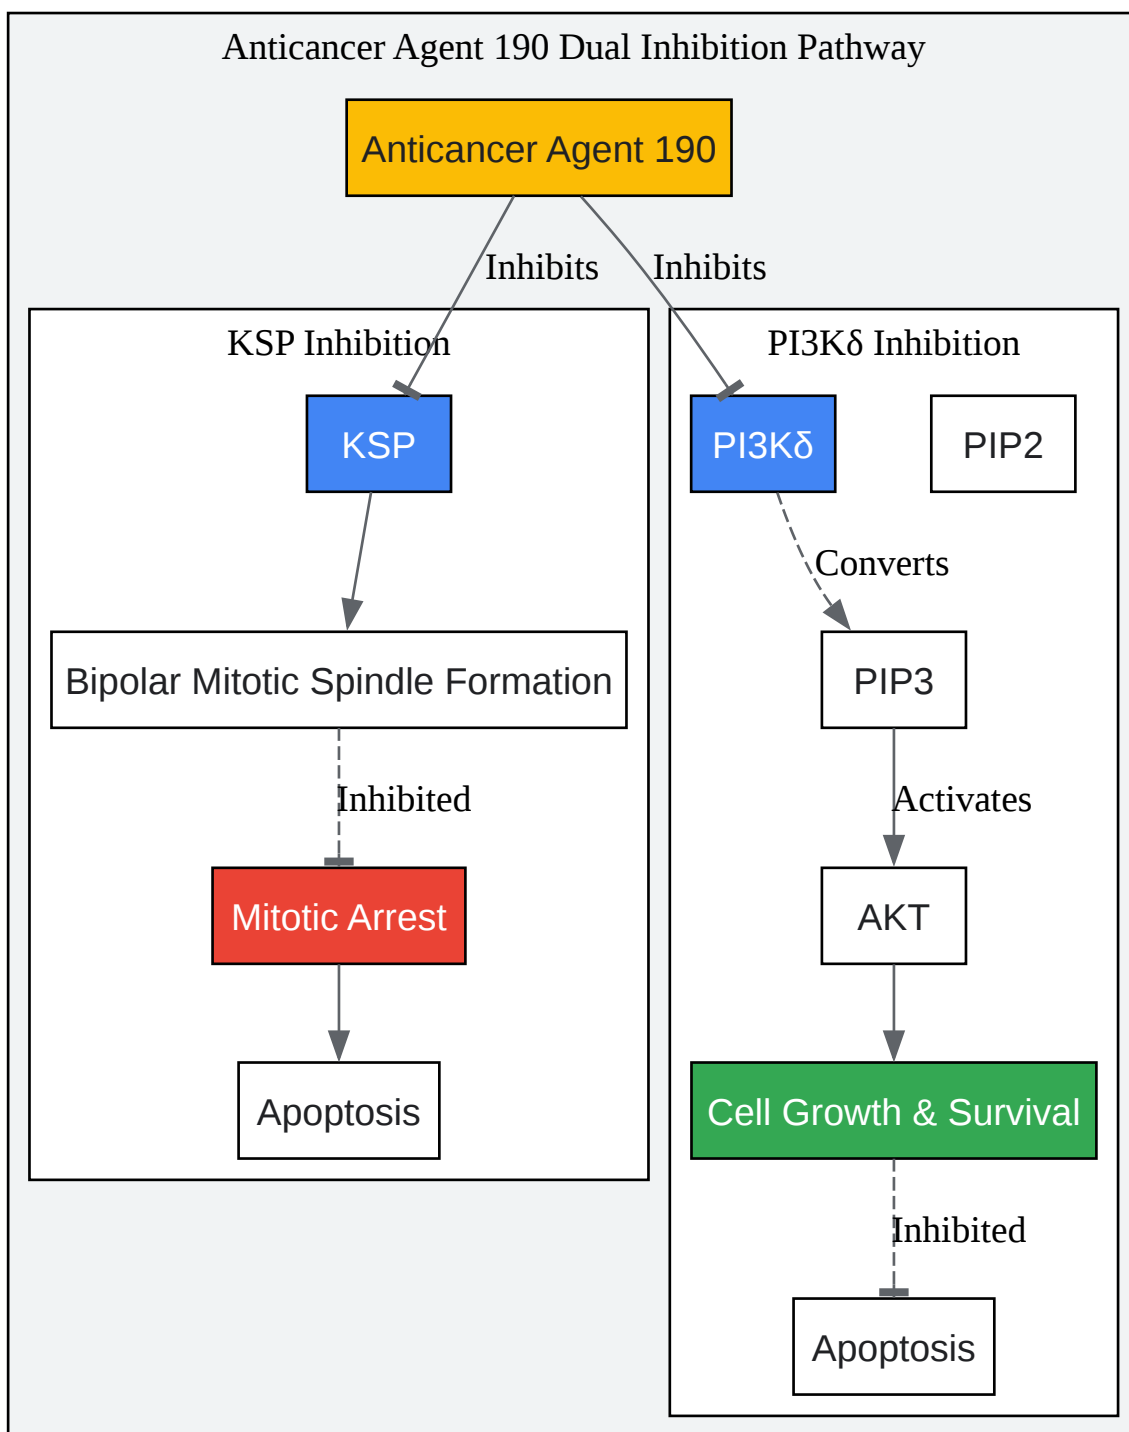 Anticancer Agent 190 Dual Inhibition Pathway
Anticancer Agent 190
Inhibits
Inhibits
KSP Inhibition
KSP
Bipolar Mitotic Spindle Formation
Inhibited
Mitotic Arrest
Apoptosis
PI3Kδ Inhibition
PI3Kδ
PIP2
Converts
PIP3
Activates
AKT
Cell Growth & Survival
Inhibited
Apoptosis